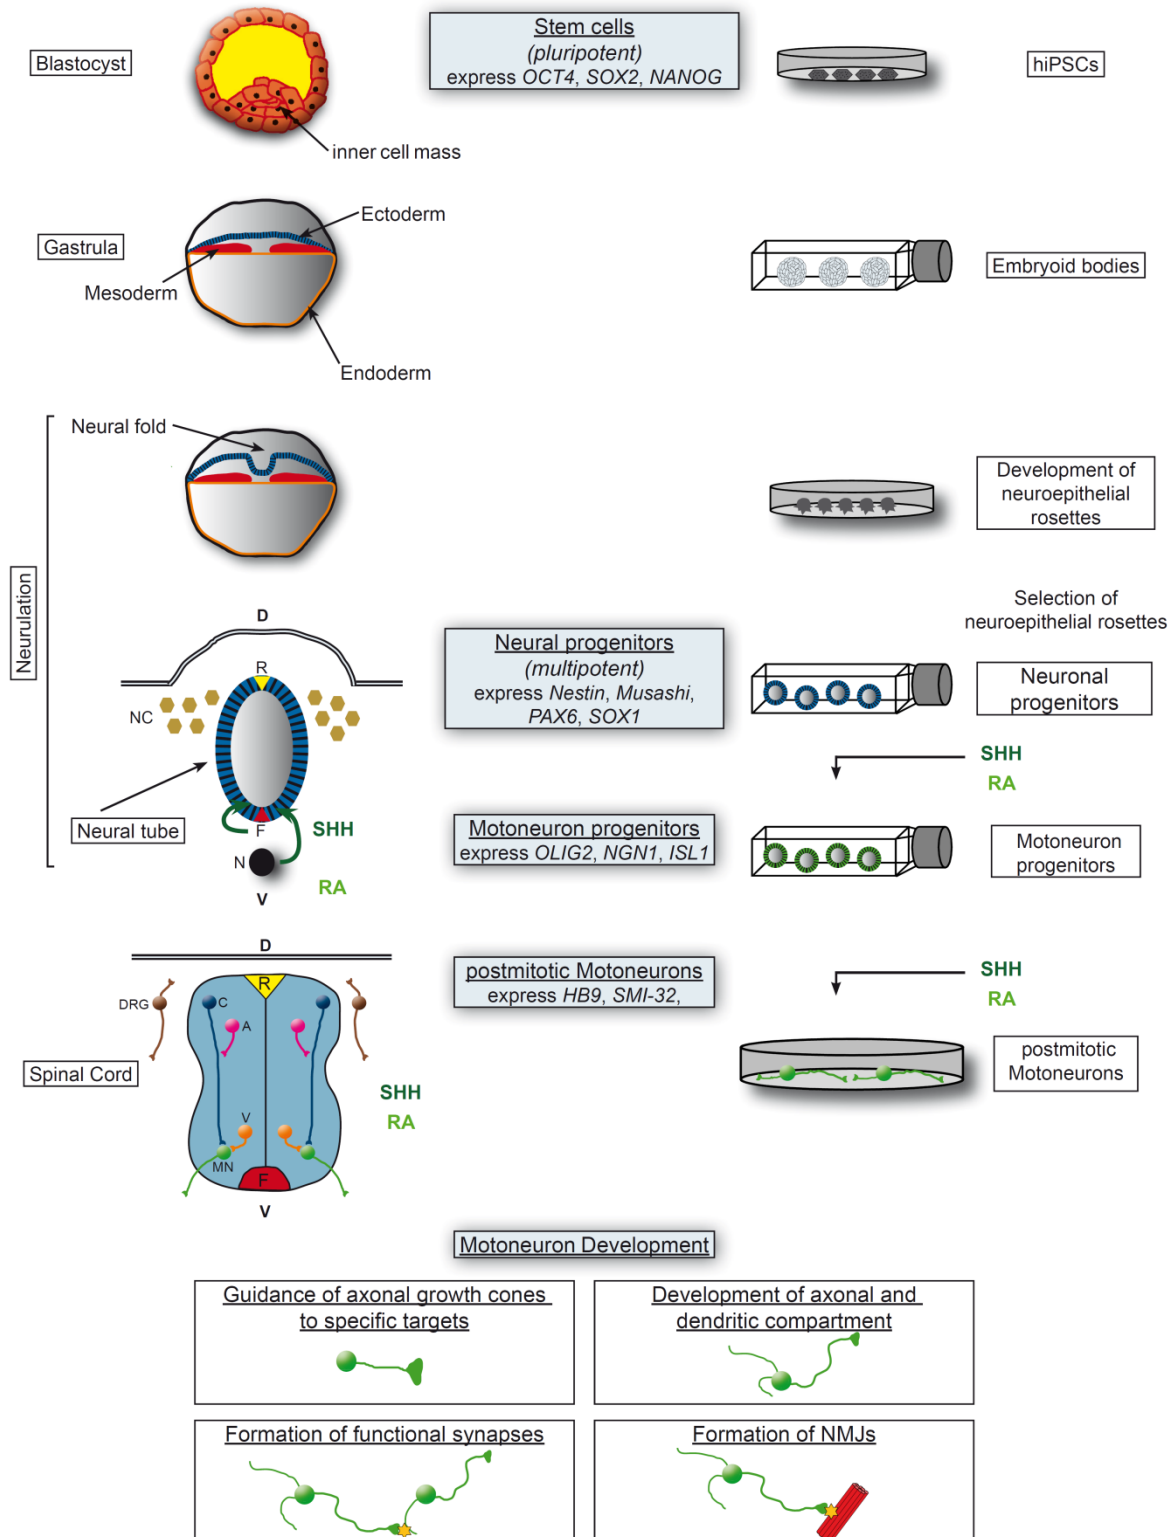 Stem cells
(pluripotent)
express OCT4, SOX2, NANOG
Blastocyst
hiPSCs
inner cell mass
Ectoderm
Gastrula
Mesoderm
Embryoid bodies
Endoderm
Neural fold
Development of
neuroepithelial
rosettes
Neurulation
Selection of
neuroepithelial rosettes
D
R
NC
Neural progenitors
(multipotent)
express Nestin, Musashi,
PAX6, SOX1
Neuronal
progenitors
SHH
RA
Neural tube
F
SHH
N
RA
V
Motoneuron progenitors
express OLIG2, NGN1, ISL1
Motoneuron
progenitors
D
R
DRG
C
A
postmitotic Motoneurons
express HB9, SMI-32,
SHH
RA
Spinal Cord
SHH
RA
V
MN
F
V
postmitotic
Motoneurons
Motoneuron Development
Guidance of axonal growth cones
to specific targets
Development of axonal and
dendritic compartment
Formation of functional synapses
Formation of NMJs